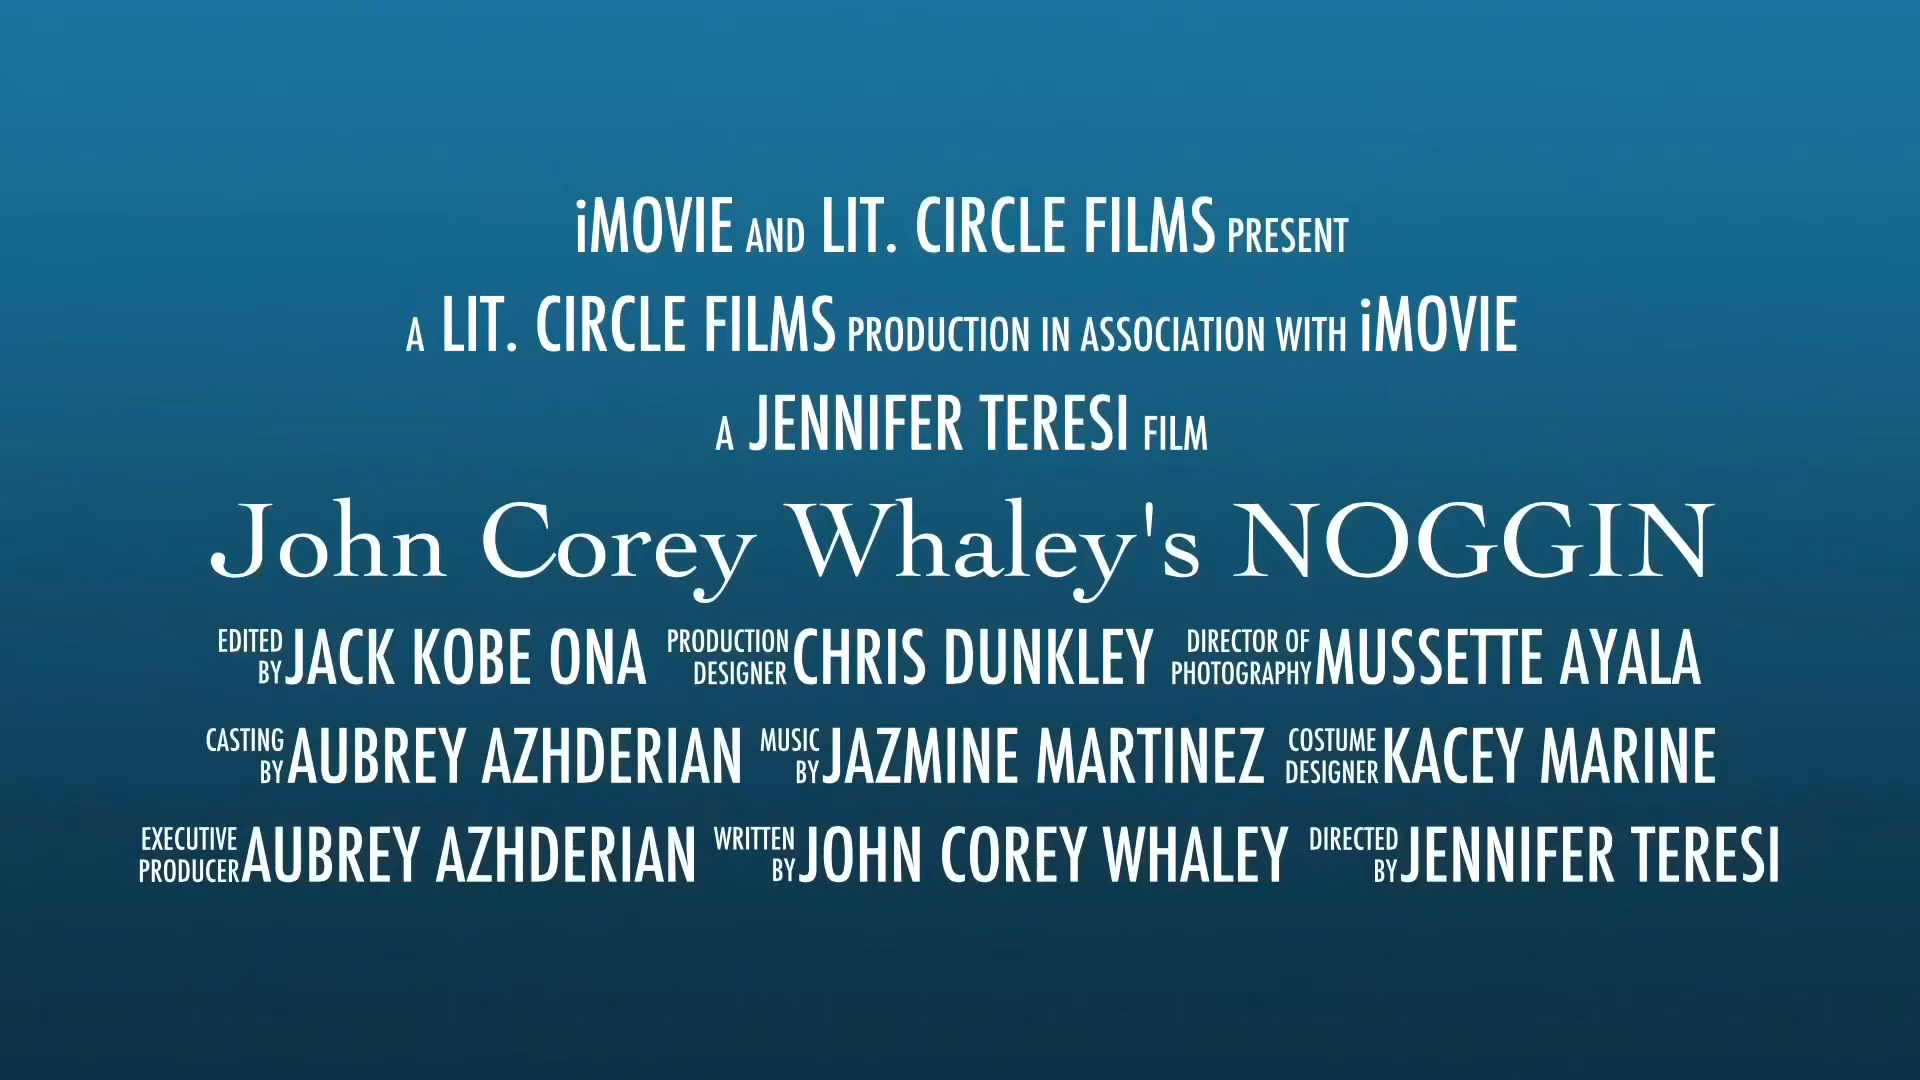 iMOVIE AND LIT. CIRCLE FILMS PRESENT
A LIT. CIRCLE FILMS PRODUCTION IN ASSOCIATION WITH iMOVIE
A JENNIFER TERESI FILM
John Corey Whaley's NOGGIN
EDITED BY JACK KOBE ONA PRODUCTION DESIGNER CHRIS DUNKLEY DIRECTOR OF PHOTOGRAPHY MUSSETTE AYALA
CASTING BY AUBREY AZHDERIAN MUSIC BY JAZMINE MARTINEZ COSTUME DESIGNER KACEY MARINE
EXECUTIVE PRODUCER AUBREY AZHDERIAN WRITTEN BY JOHN COREY WHALEY DIRECTED BY JENNIFER TERESI